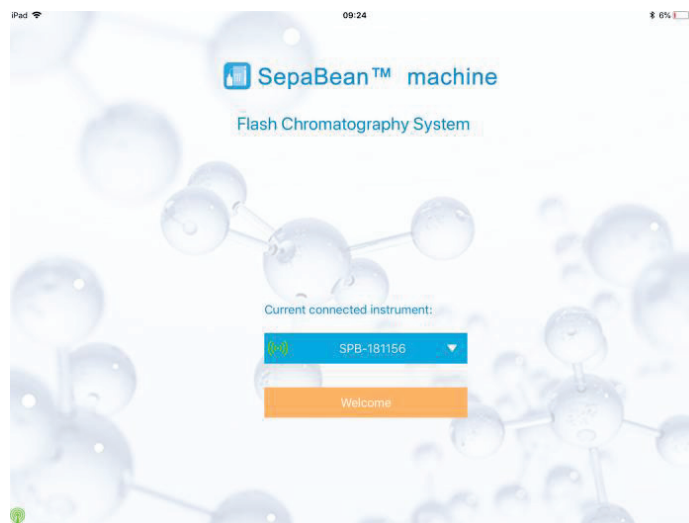 iPad 09:24 6%
SepaBean™ machine
Flash Chromatography System
Current connected instrument:
SPB-181156
Welcome